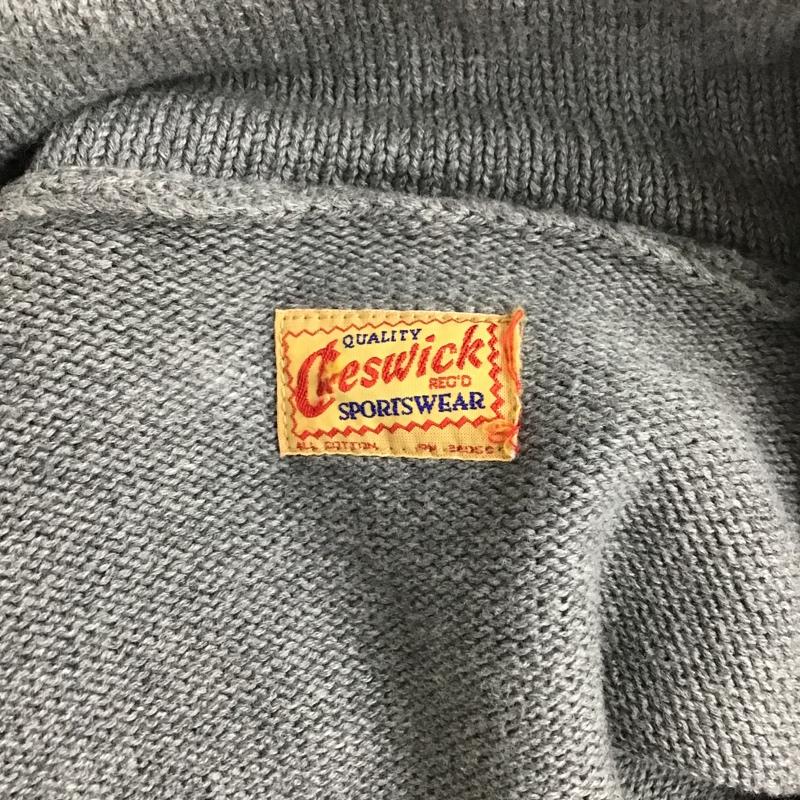 QUALITY
Cheswick
REG'D
SPORTSWEAR
ALL COTTON